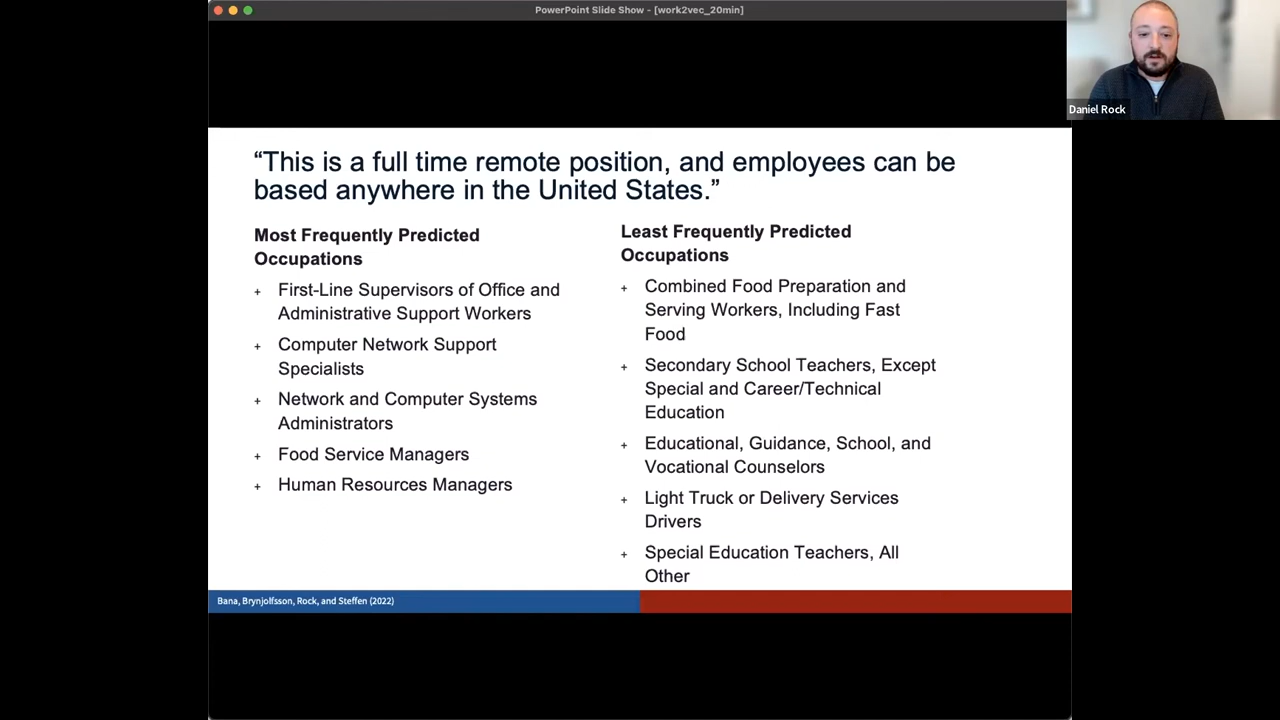 PowerPoint Slide Show - [work2vec_20min]
Daniel Rock
“This is a full time remote position, and employees can be
based anywhere in the United States.”
Most Frequently Predicted
Occupations
+ First-Line Supervisors of Office and
Administrative Support Workers
+ Computer Network Support
Specialists
+ Network and Computer Systems
Administrators
+ Food Service Managers
+ Human Resources Managers
Least Frequently Predicted
Occupations
+ Combined Food Preparation and
Serving Workers, Including Fast
Food
+ Secondary School Teachers, Except
Special and Career/Technical
Education
+ Educational, Guidance, School, and
Vocational Counselors
+ Light Truck or Delivery Services
Drivers
+ Special Education Teachers, All
Other
Bana, Brynjolfsson, Rock, and Steffen (2022)